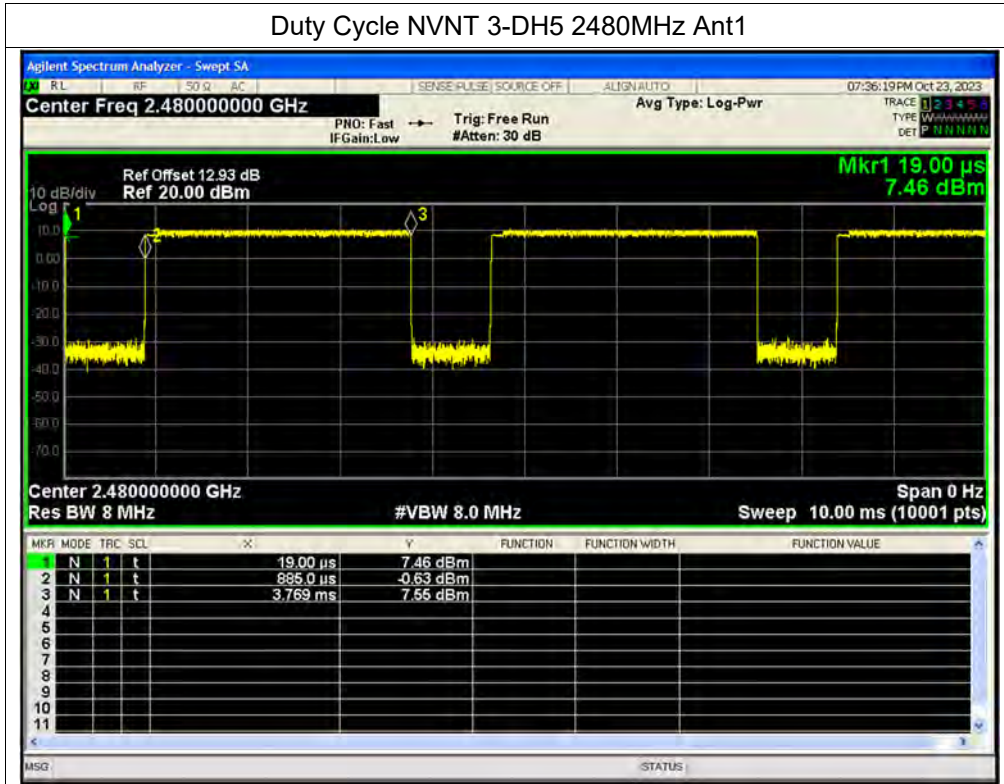 Duty Cycle NVNT 3-DH5 2480MHz Ant1
Agilent Spectrum Analyzer - Swept SA
LXI RL RF 50 Ω AC SENSE:PULSE SOURCE OFF ALIGN AUTO 07:36:19 PM Oct 23, 2023
Center Freq 2.480000000 GHz Avg Type: Log-Pwr TRACE 1 2 3 4 5 6
PNO: Fast Trig: Free Run TYPE W
IFGain:Low #Atten: 30 dB DET P N N N N N
Mkr1 19.00 µs
7.46 dBm
Ref Offset 12.93 dB
10 dB/div Ref 20.00 dBm
Log
1
2
3
10.0
0.00
-10.0
-20.0
-30.0
-40.0
-50.0
-60.0
-70.0
Center 2.480000000 GHz Span 0 Hz
Res BW 8 MHz #VBW 8.0 MHz Sweep 10.00 ms (10001 pts)
MKR MODE TRC SCL X Y FUNCTION FUNCTION WIDTH FUNCTION VALUE
1 N 1 t 19.00 µs 7.46 dBm
2 N 1 t 885.0 µs -0.63 dBm
3 N 1 t 3.769 ms 7.55 dBm
4
5
6
7
8
9
10
11
MSG STATUS